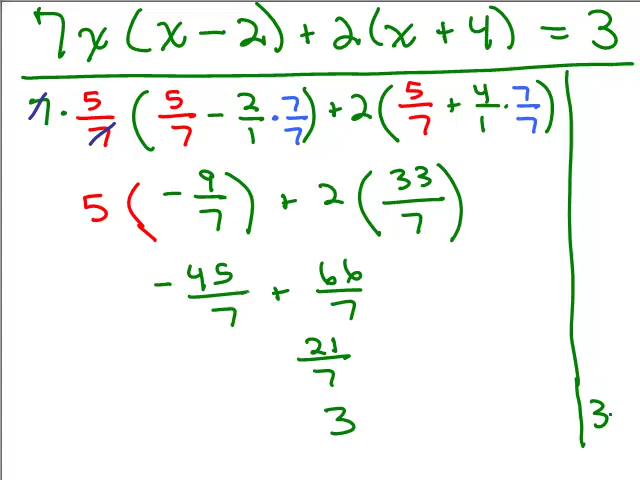 7x(x − 2) + 2(x + 4) = 3
7 · 5/7 (5/7 − 2/1 · 7/7) + 2(5/7 + 4/1 · 7/7)
5(−9/7) + 2(33/7)
−45/7 + 66/7
21/7
3 3